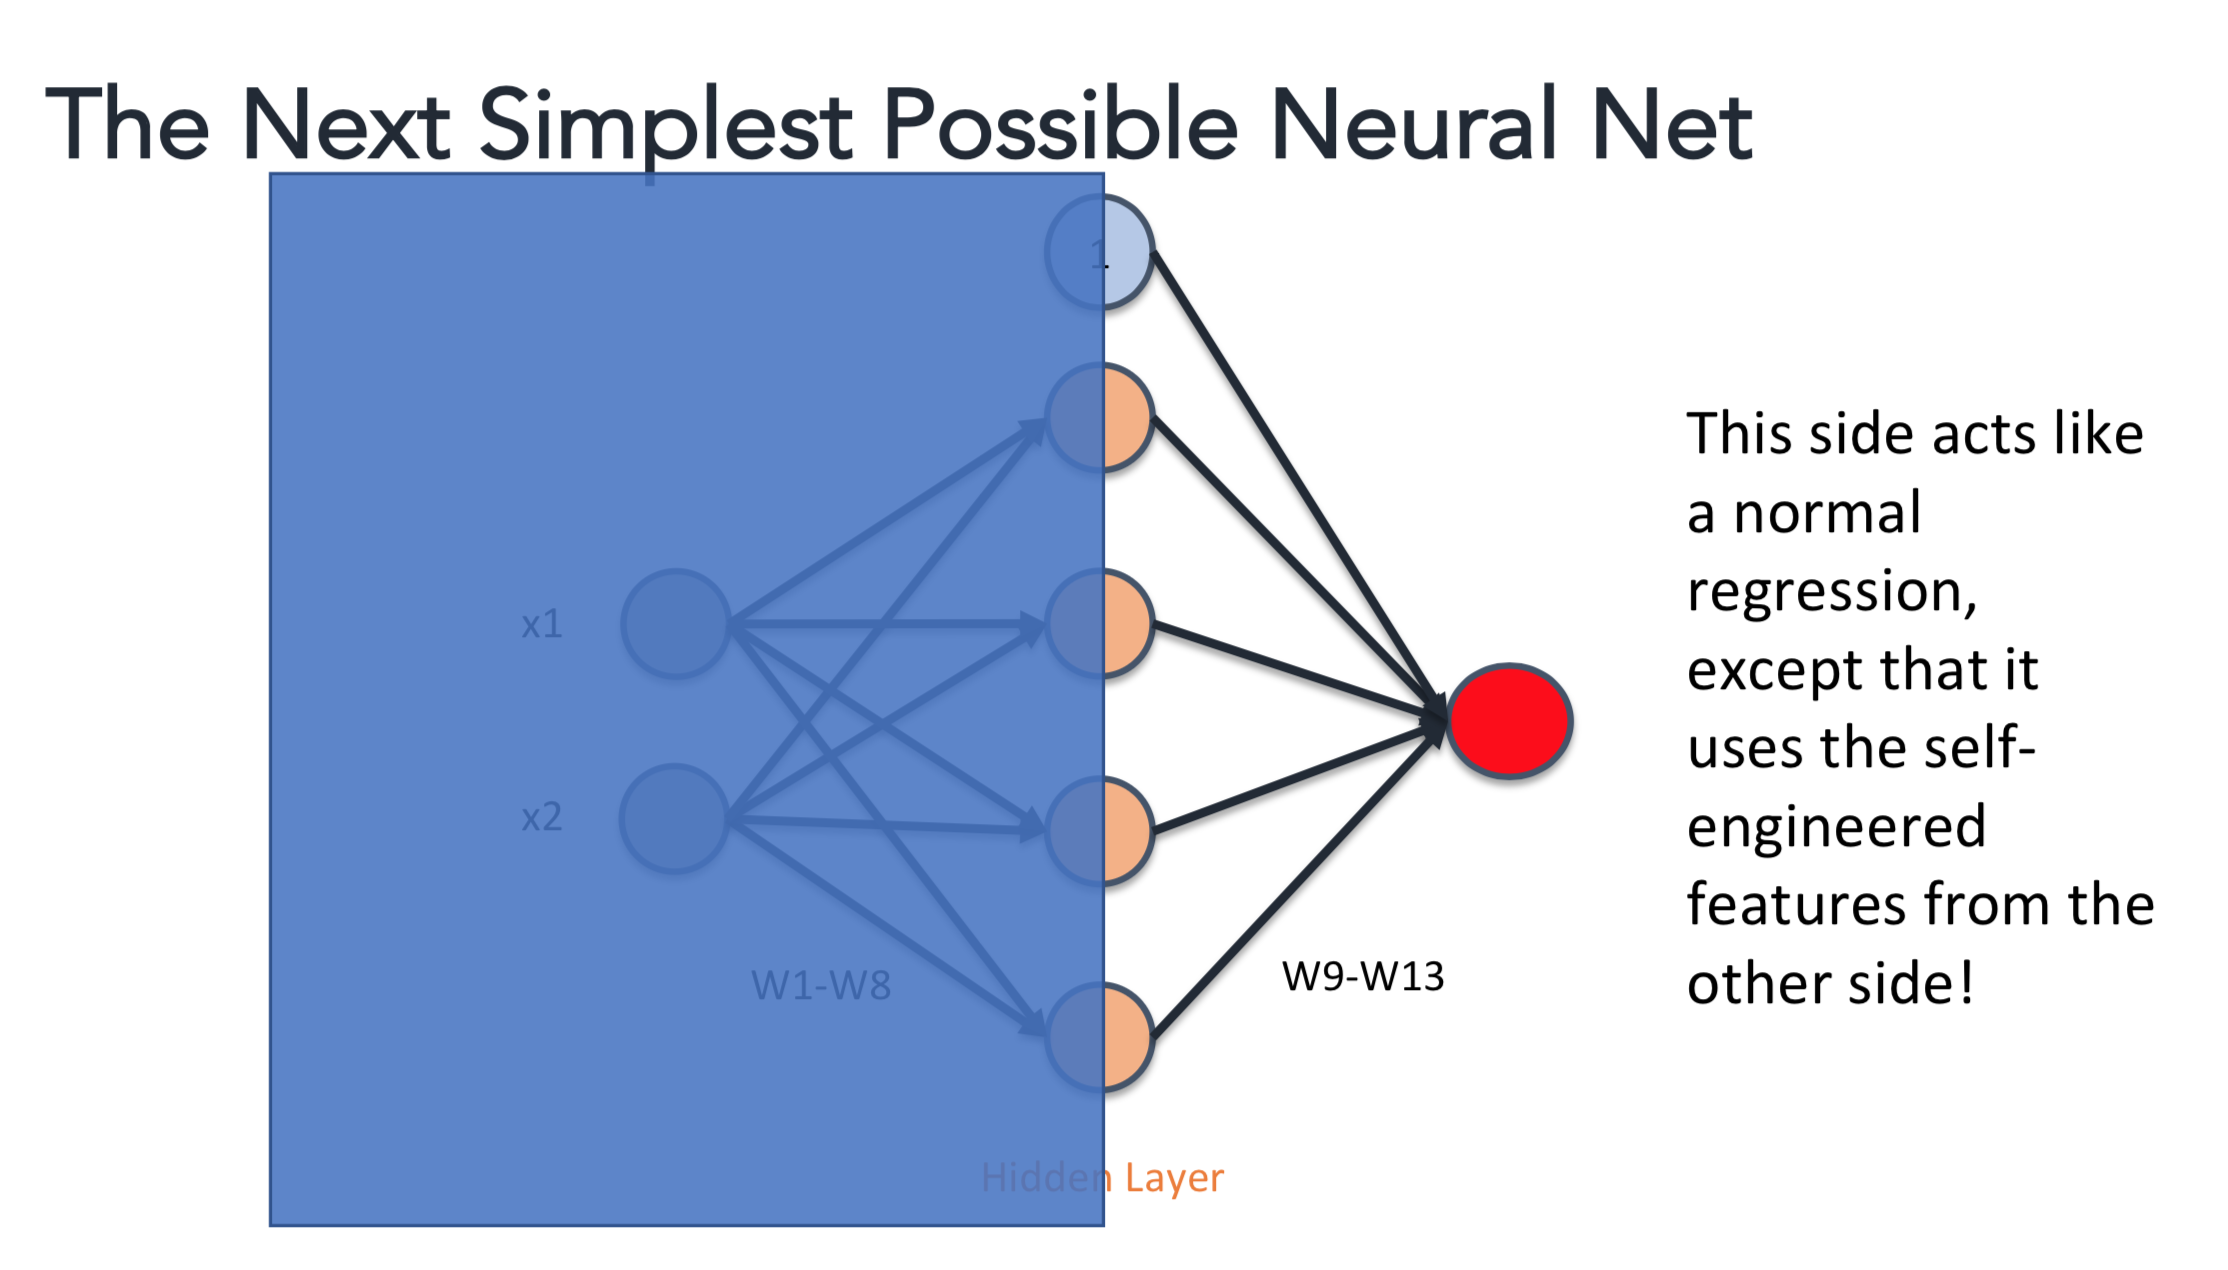 The Next Simplest Possible Neural Net
1
This side acts like
a normal
regression,
except that it
uses the self-
engineered
features from the
other side!
x1
x2
W1-W8
W9-W13
Hidden Layer